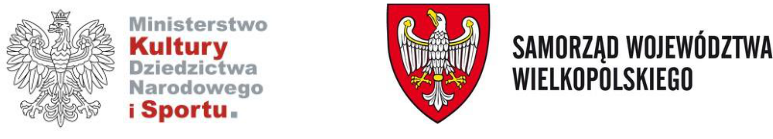 Ministerstwo
Kultury
Dziedzictwa
Narodowego
i Sportu.
SAMORZĄD WOJEWÓDZTWA
WIELKOPOLSKIEGO